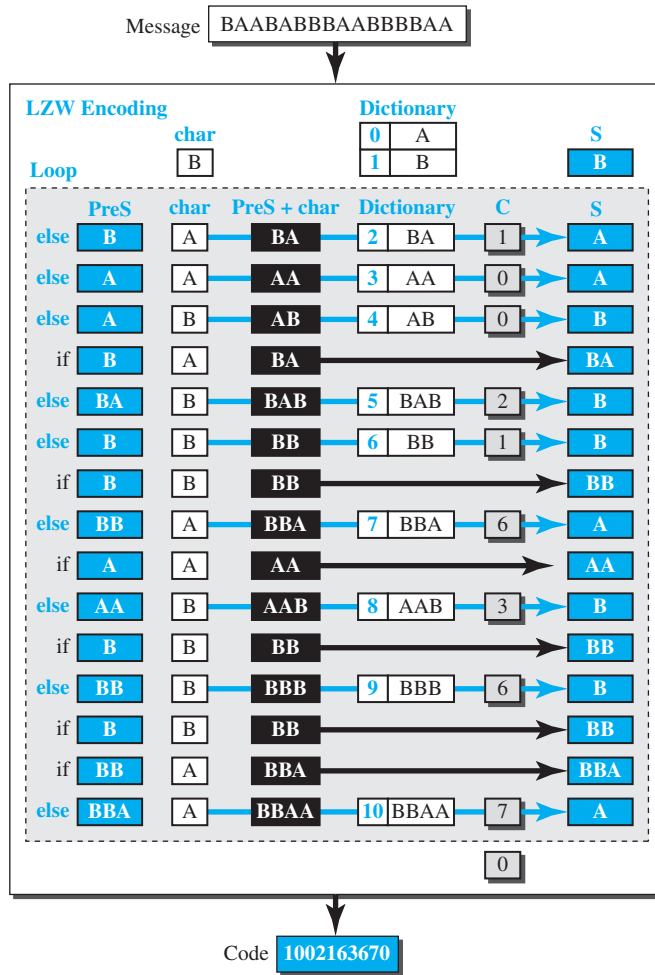 Message BAABABBBAABBBBAA
LZW Encoding Dictionary
char 0 A S
B 1 B B
Loop
PreS char PreS + char Dictionary C S
else B A BA 2 BA 1 A
else A A AA 3 AA 0 A
else A B AB 4 AB 0 B
if B A BA BA
else BA B BAB 5 BAB 2 B
else B B BB 6 BB 1 B
if B B BB BB
else BB A BBA 7 BBA 6 A
if A A AA AA
else AA B AAB 8 AAB 3 B
if B B BB BB
else BB B BBB 9 BBB 6 B
if B B BB BB
if BB A BBA BBA
else BBA A BBAA 10 BBAA 7 A
0
Code 1002163670